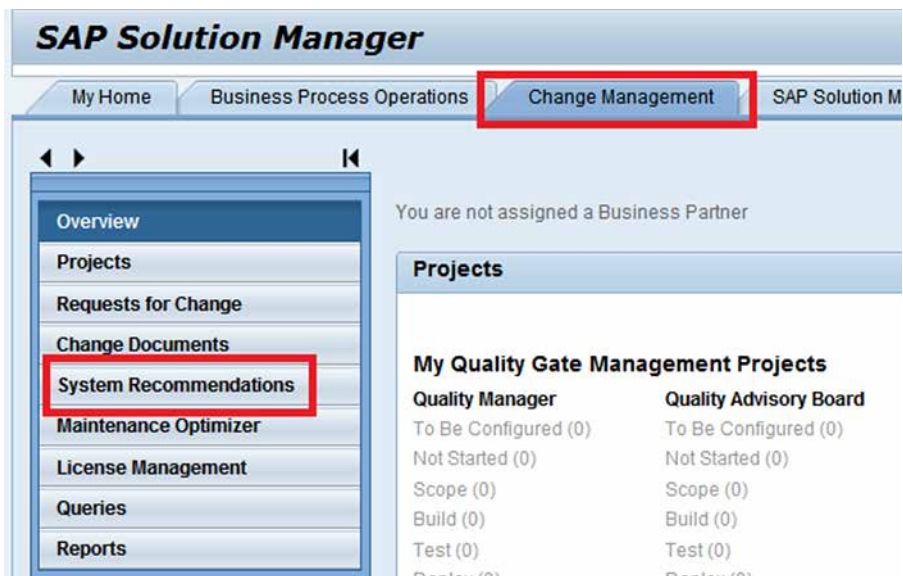 SAP Solution Manager
My Home Business Process Operations Change Management SAP Solution M
Overview
Projects
Requests for Change
Change Documents
System Recommendations
Maintenance Optimizer
License Management
Queries
Reports
You are not assigned a Business Partner
Projects
My Quality Gate Management Projects
Quality Manager Quality Advisory Board
To Be Configured (0) To Be Configured (0)
Not Started (0) Not Started (0)
Scope (0) Scope (0)
Build (0) Build (0)
Test (0) Test (0)